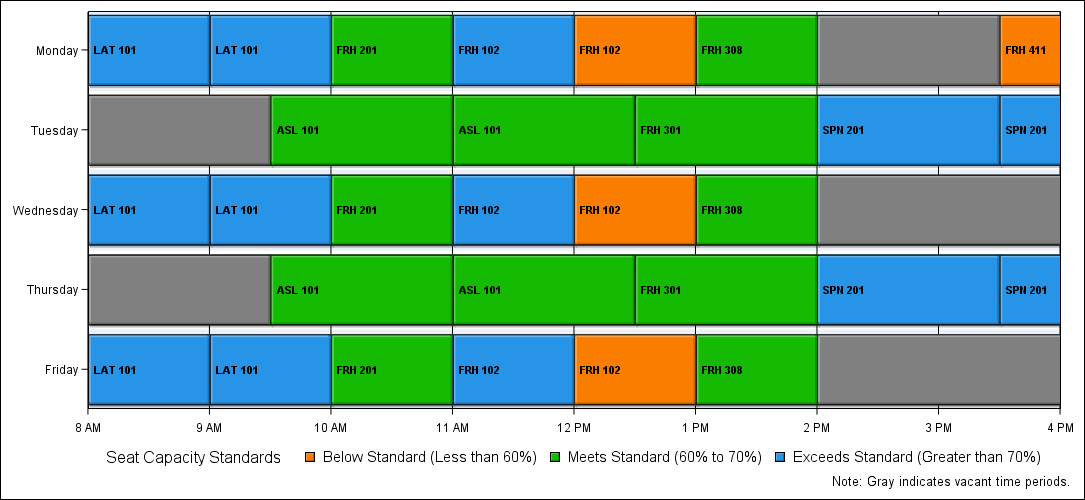 Monday LAT 101 LAT 101 FRH 201 FRH 102 FRH 102 FRH 308 FRH 411
Tuesday ASL 101 ASL 101 FRH 301 SPN 201 SPN 201
Wednesday LAT 101 LAT 101 FRH 201 FRH 102 FRH 102 FRH 308
Thursday ASL 101 ASL 101 FRH 301 SPN 201 SPN 201
Friday LAT 101 LAT 101 FRH 201 FRH 102 FRH 102 FRH 308
8 AM 9 AM 10 AM 11 AM 12 PM 1 PM 2 PM 3 PM 4 PM
Seat Capacity Standards Below Standard (Less than 60%) Meets Standard (60% to 70%) Exceeds Standard (Greater than 70%)
Note: Gray indicates vacant time periods.